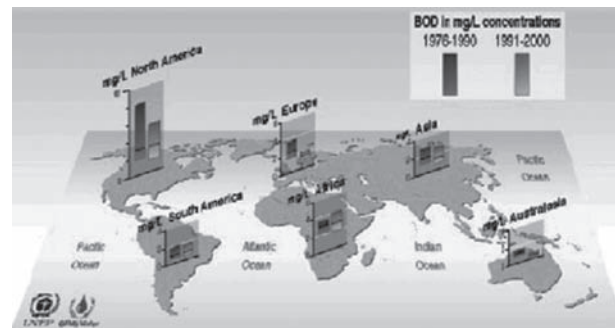 BOD in mg/L concentrations
1976-1990 1991-2000
mg/L North America
mg/L Europe
mg/L Asia
Pacific
Ocean
mg/L South America
mg/L Africa
mg/L Australasia
Pacific
Ocean
Atlantic
Ocean
Indian
Ocean
UNEP